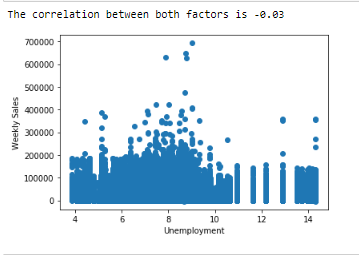 The correlation between both factors is -0.03
700000
600000
500000
400000
300000
200000
100000
0
Weekly Sales
4 6 8 10 12 14
Unemployment